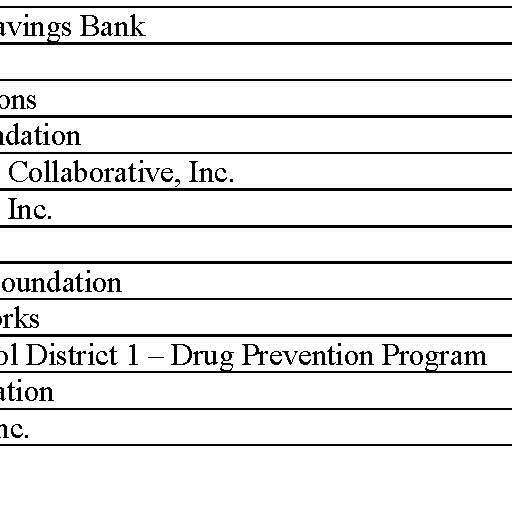 avings Bank
ons
ndation
Collaborative, Inc.
Inc.
oundation
orks
ol District 1 – Drug Prevention Program
ation
nc.